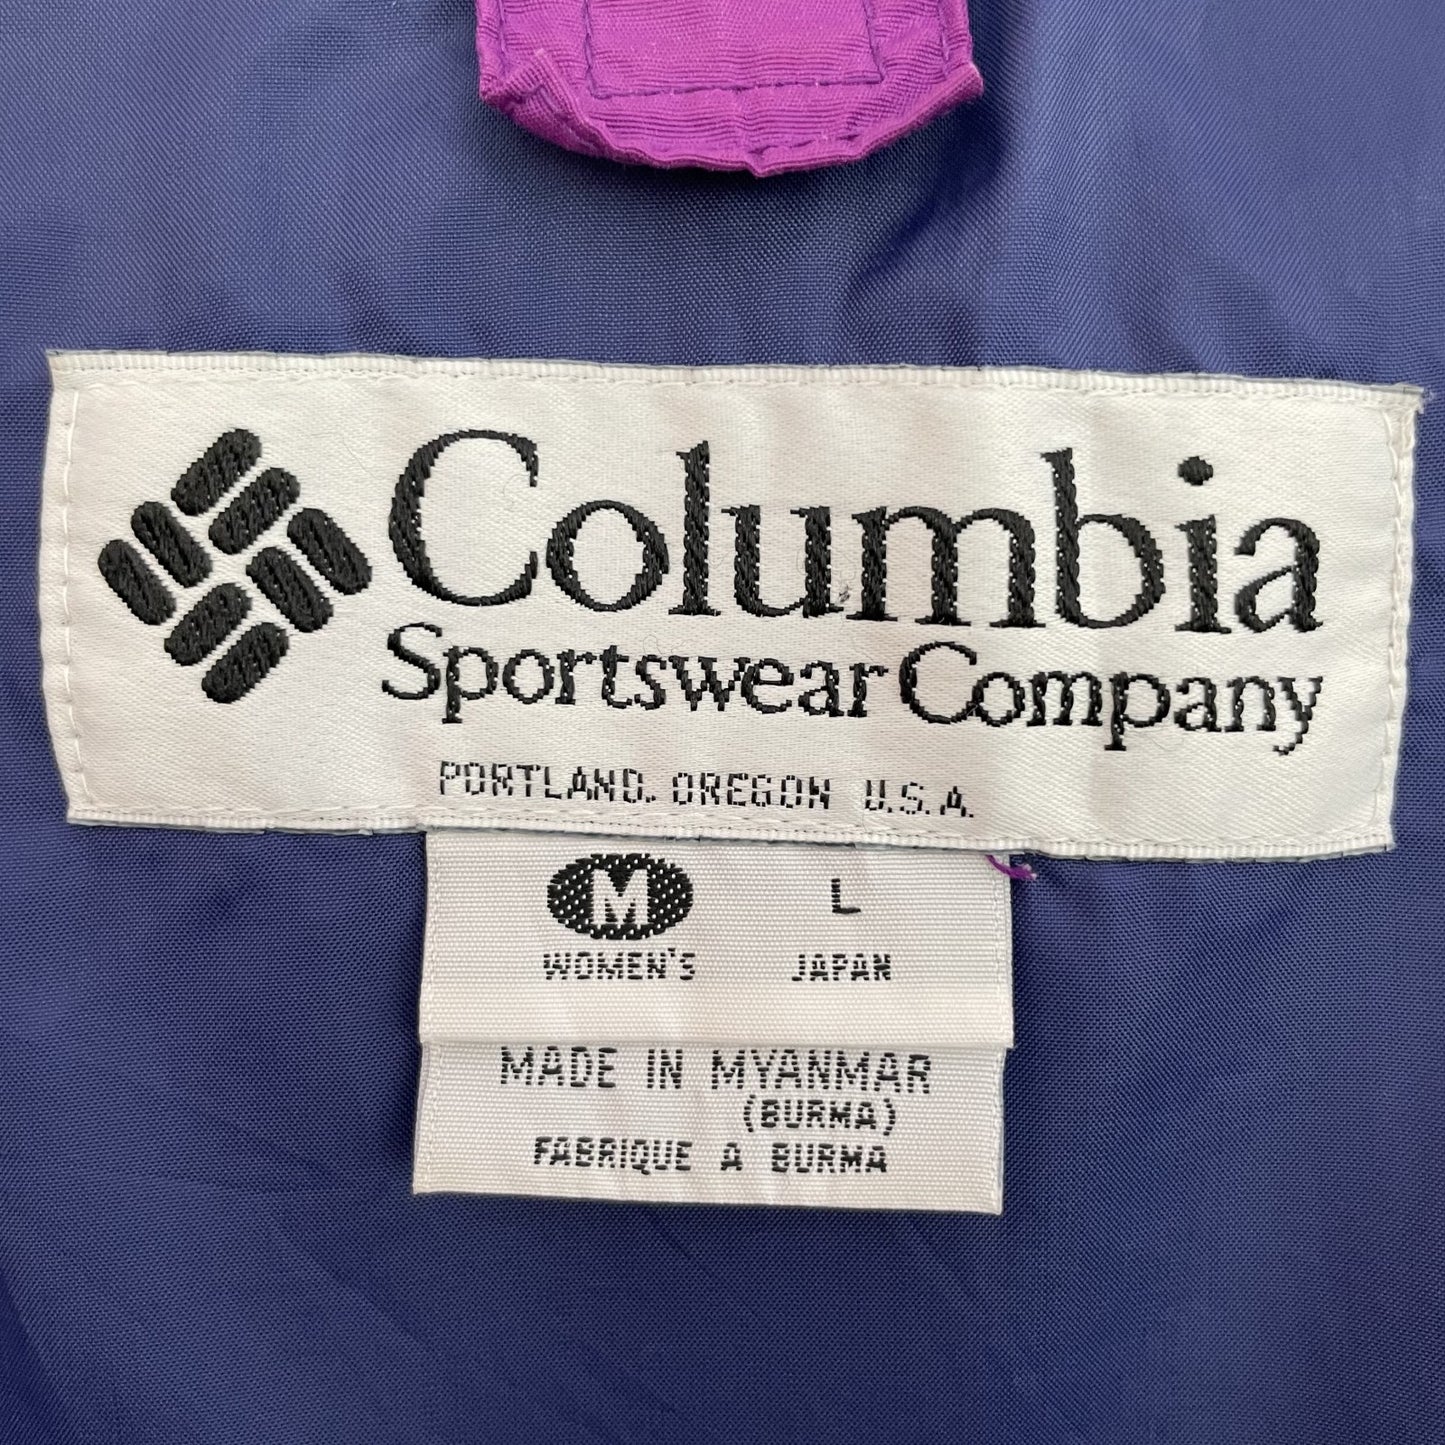 Columbia
Sportswear Company
PORTLAND. OREGON U.S.A.
M L
WOMEN'S JAPAN
MADE IN MYANMAR
(BURMA)
FABRIQUE A BURMA